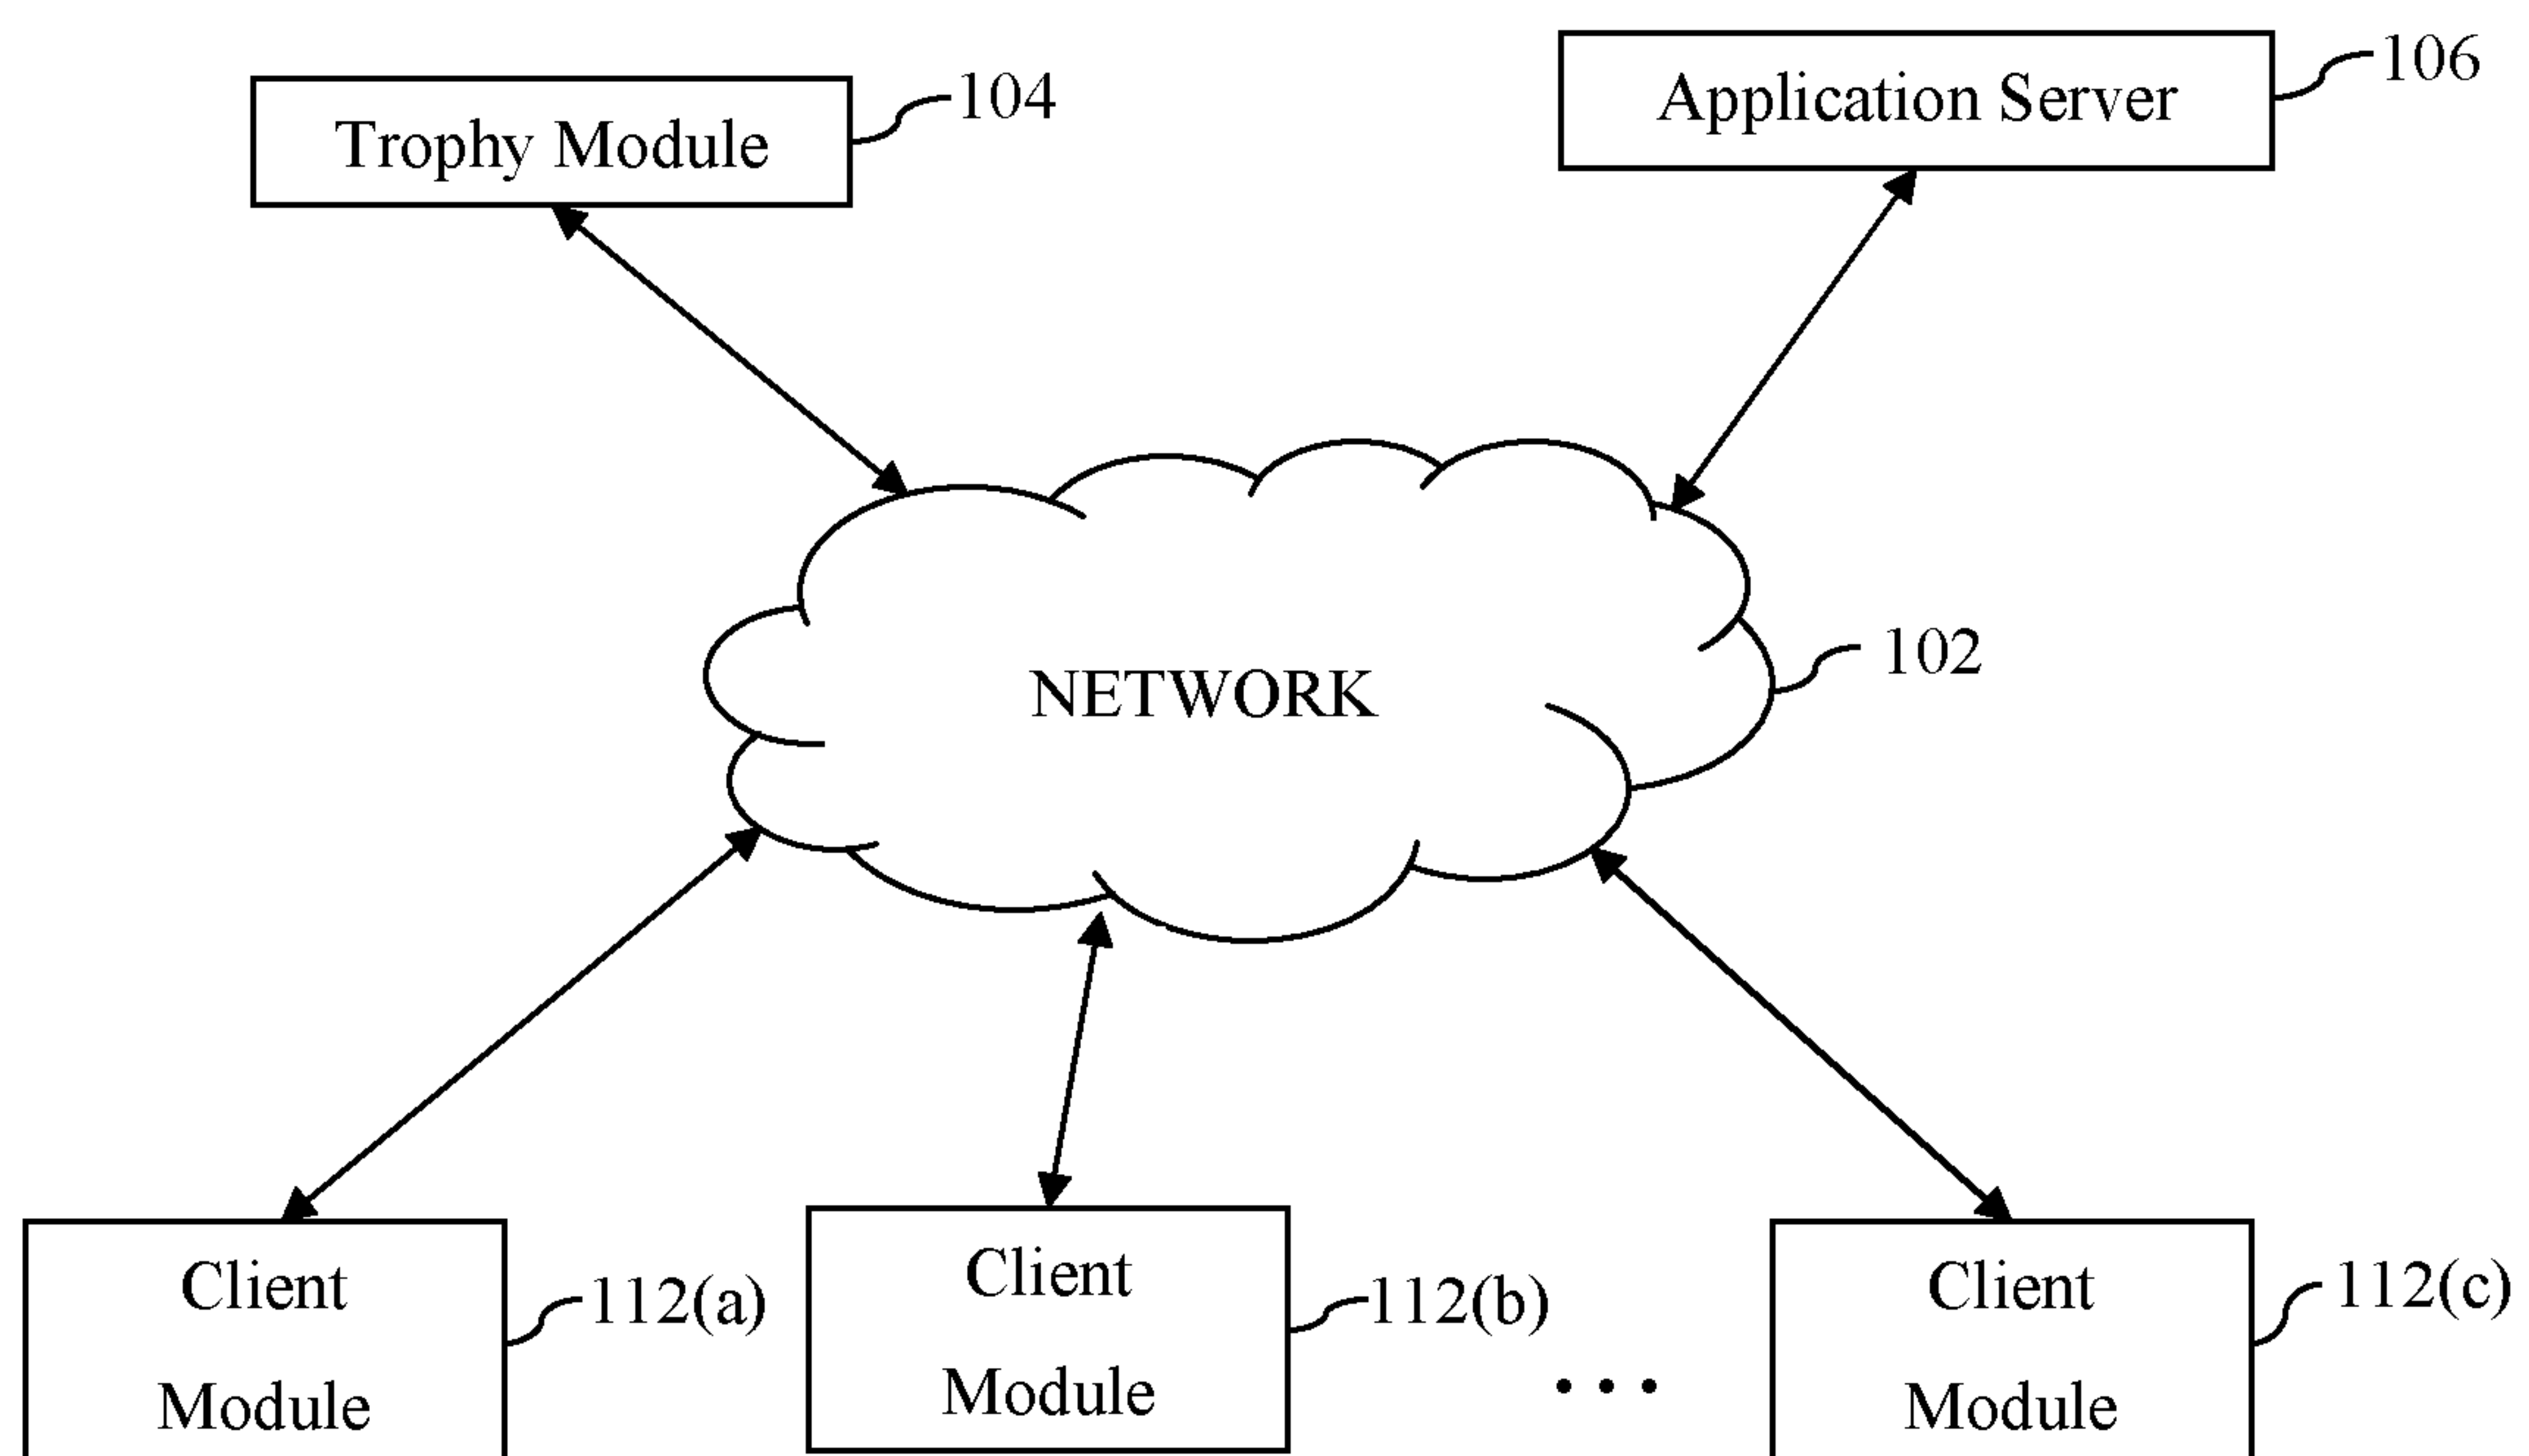 106
Application Server
104
Trophy Module
102
NETWORK
Client
Module
112(a)
Client
Module
112(b)
• • •
Client
Module
112(c)